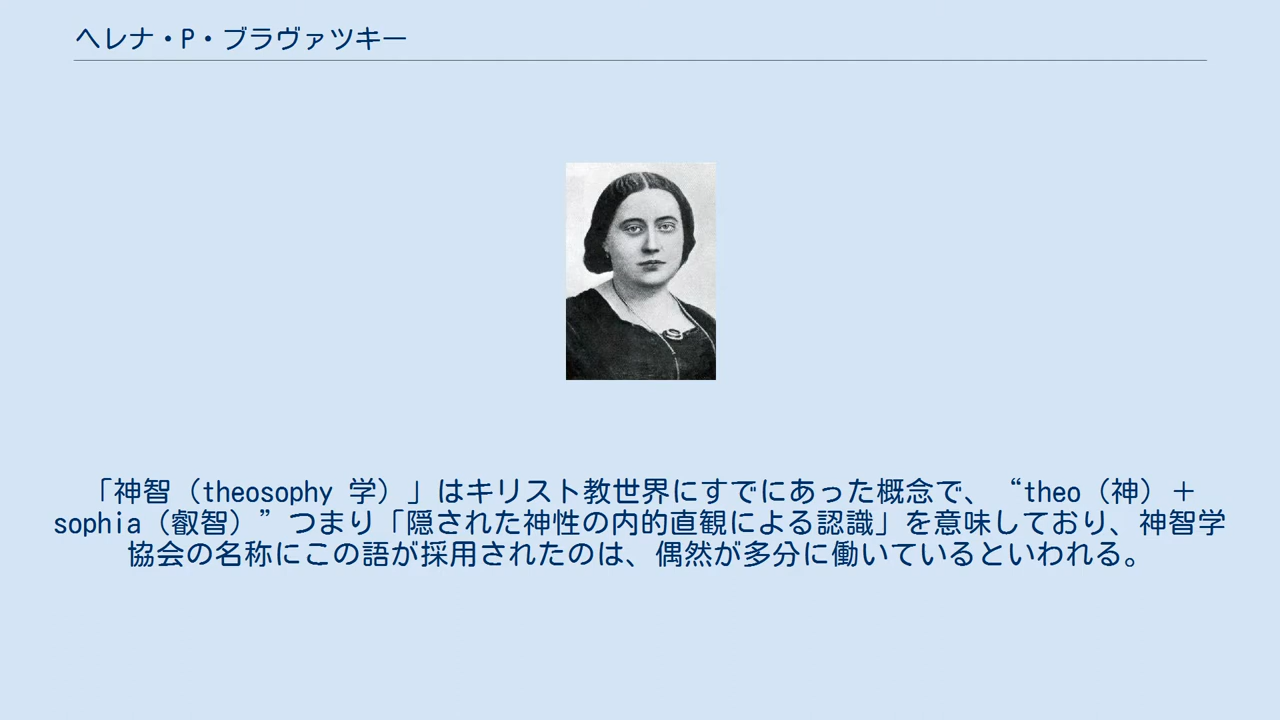 ヘレナ・P・ブラヴァツキー
「神智（theosophy 学）」はキリスト教世界にすでにあった概念で、“theo（神）＋
sophia（叡智）”つまり「隠された神性の内的直観による認識」を意味しており、神智学
協会の名称にこの語が採用されたのは、偶然が多分に働いているといわれる。